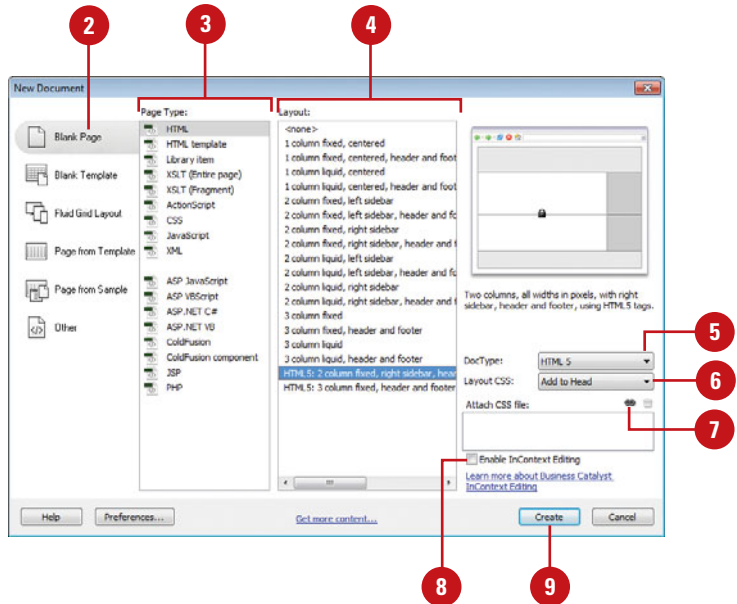 2
3
4
New Document
Page Type:
Layout:
Blank Page
Blank Template
Fluid Grid Layout
Page from Template
Page from Sample
Other
HTML
HTML template
Library item
XSLT (Entire page)
XSLT (Fragment)
ActionScript
CSS
JavaScript
XML
ASP JavaScript
ASP VBScript
ASP.NET C#
ASP.NET VB
ColdFusion
ColdFusion component
JSP
PHP
<none>
1 column fixed, centered
1 column fixed, centered, header and foot
1 column liquid, centered
1 column liquid, centered, header and foot
2 column fixed, left sidebar
2 column fixed, left sidebar, header and fo
2 column fixed, right sidebar
2 column fixed, right sidebar, header and f
2 column liquid, left sidebar
2 column liquid, left sidebar, header and fo
2 column liquid, right sidebar
2 column liquid, right sidebar, header and f
3 column fixed
3 column fixed, header and footer
3 column liquid
3 column liquid, header and footer
HTML5: 2 column fixed, right sidebar, head
HTML5: 3 column fixed, header and footer
Two columns, all widths in pixels, with right
sidebar, header and footer, using HTML5 tags.
DocType: HTML 5
5
Layout CSS: Add to Head
6
Attach CSS file:
7
8
Enable InContext Editing
Learn more about Business Catalyst
InContext Editing
Help
Preferences...
Get more content...
Create
Cancel
8
9